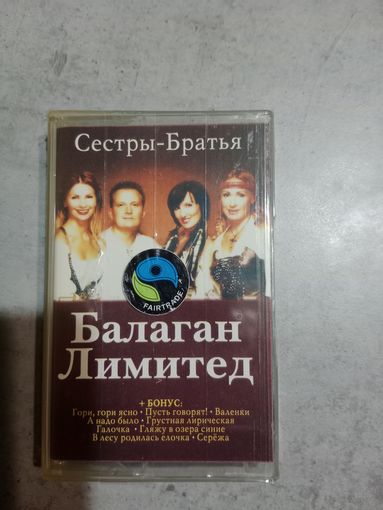 Сестры-Братья
FAIRTRADE
Балаган
Лимитед
+ БОНУС:
Гори, гори ясно • Пусть говорят! • Валенки
А надо было • Грустная лирическая
Галочка • Гляжу в озера синие
В лесу родилась елочка • Серёжа